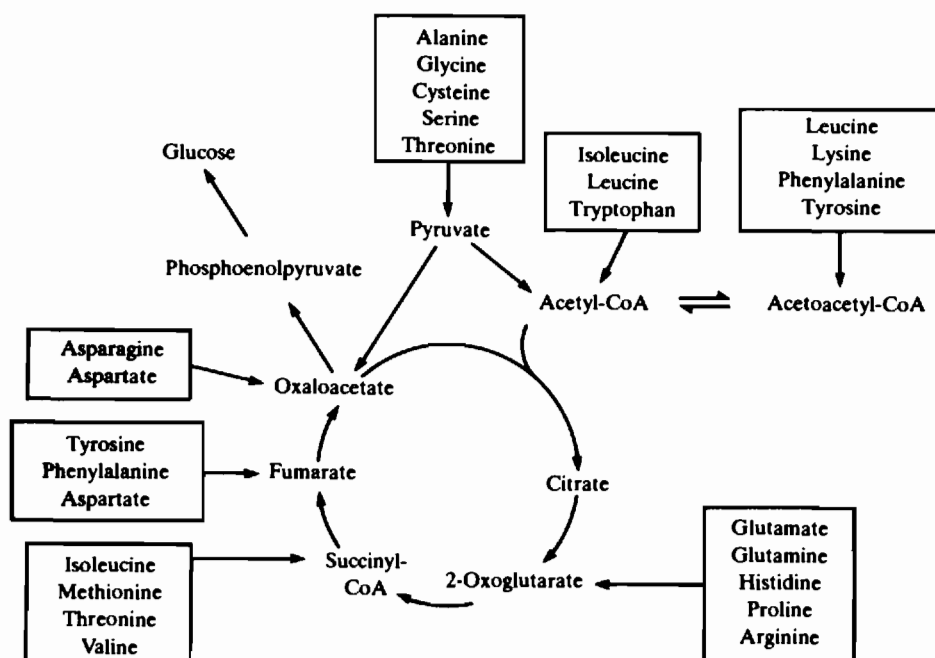 Alanine
Glycine
Cysteine
Serine
Threonine
Glucose
Isoleucine
Leucine
Tryptophan
Leucine
Lysine
Phenylalanine
Tyrosine
Pyruvate
Phosphoenolpyruvate
Acetyl-CoA
Acetoacetyl-CoA
Asparagine
Aspartate
Oxaloacetate
Tyrosine
Phenylalanine
Aspartate
Fumarate
Citrate
Isoleucine
Methionine
Threonine
Valine
Succinyl-
CoA
2-Oxoglutarate
Glutamate
Glutamine
Histidine
Proline
Arginine